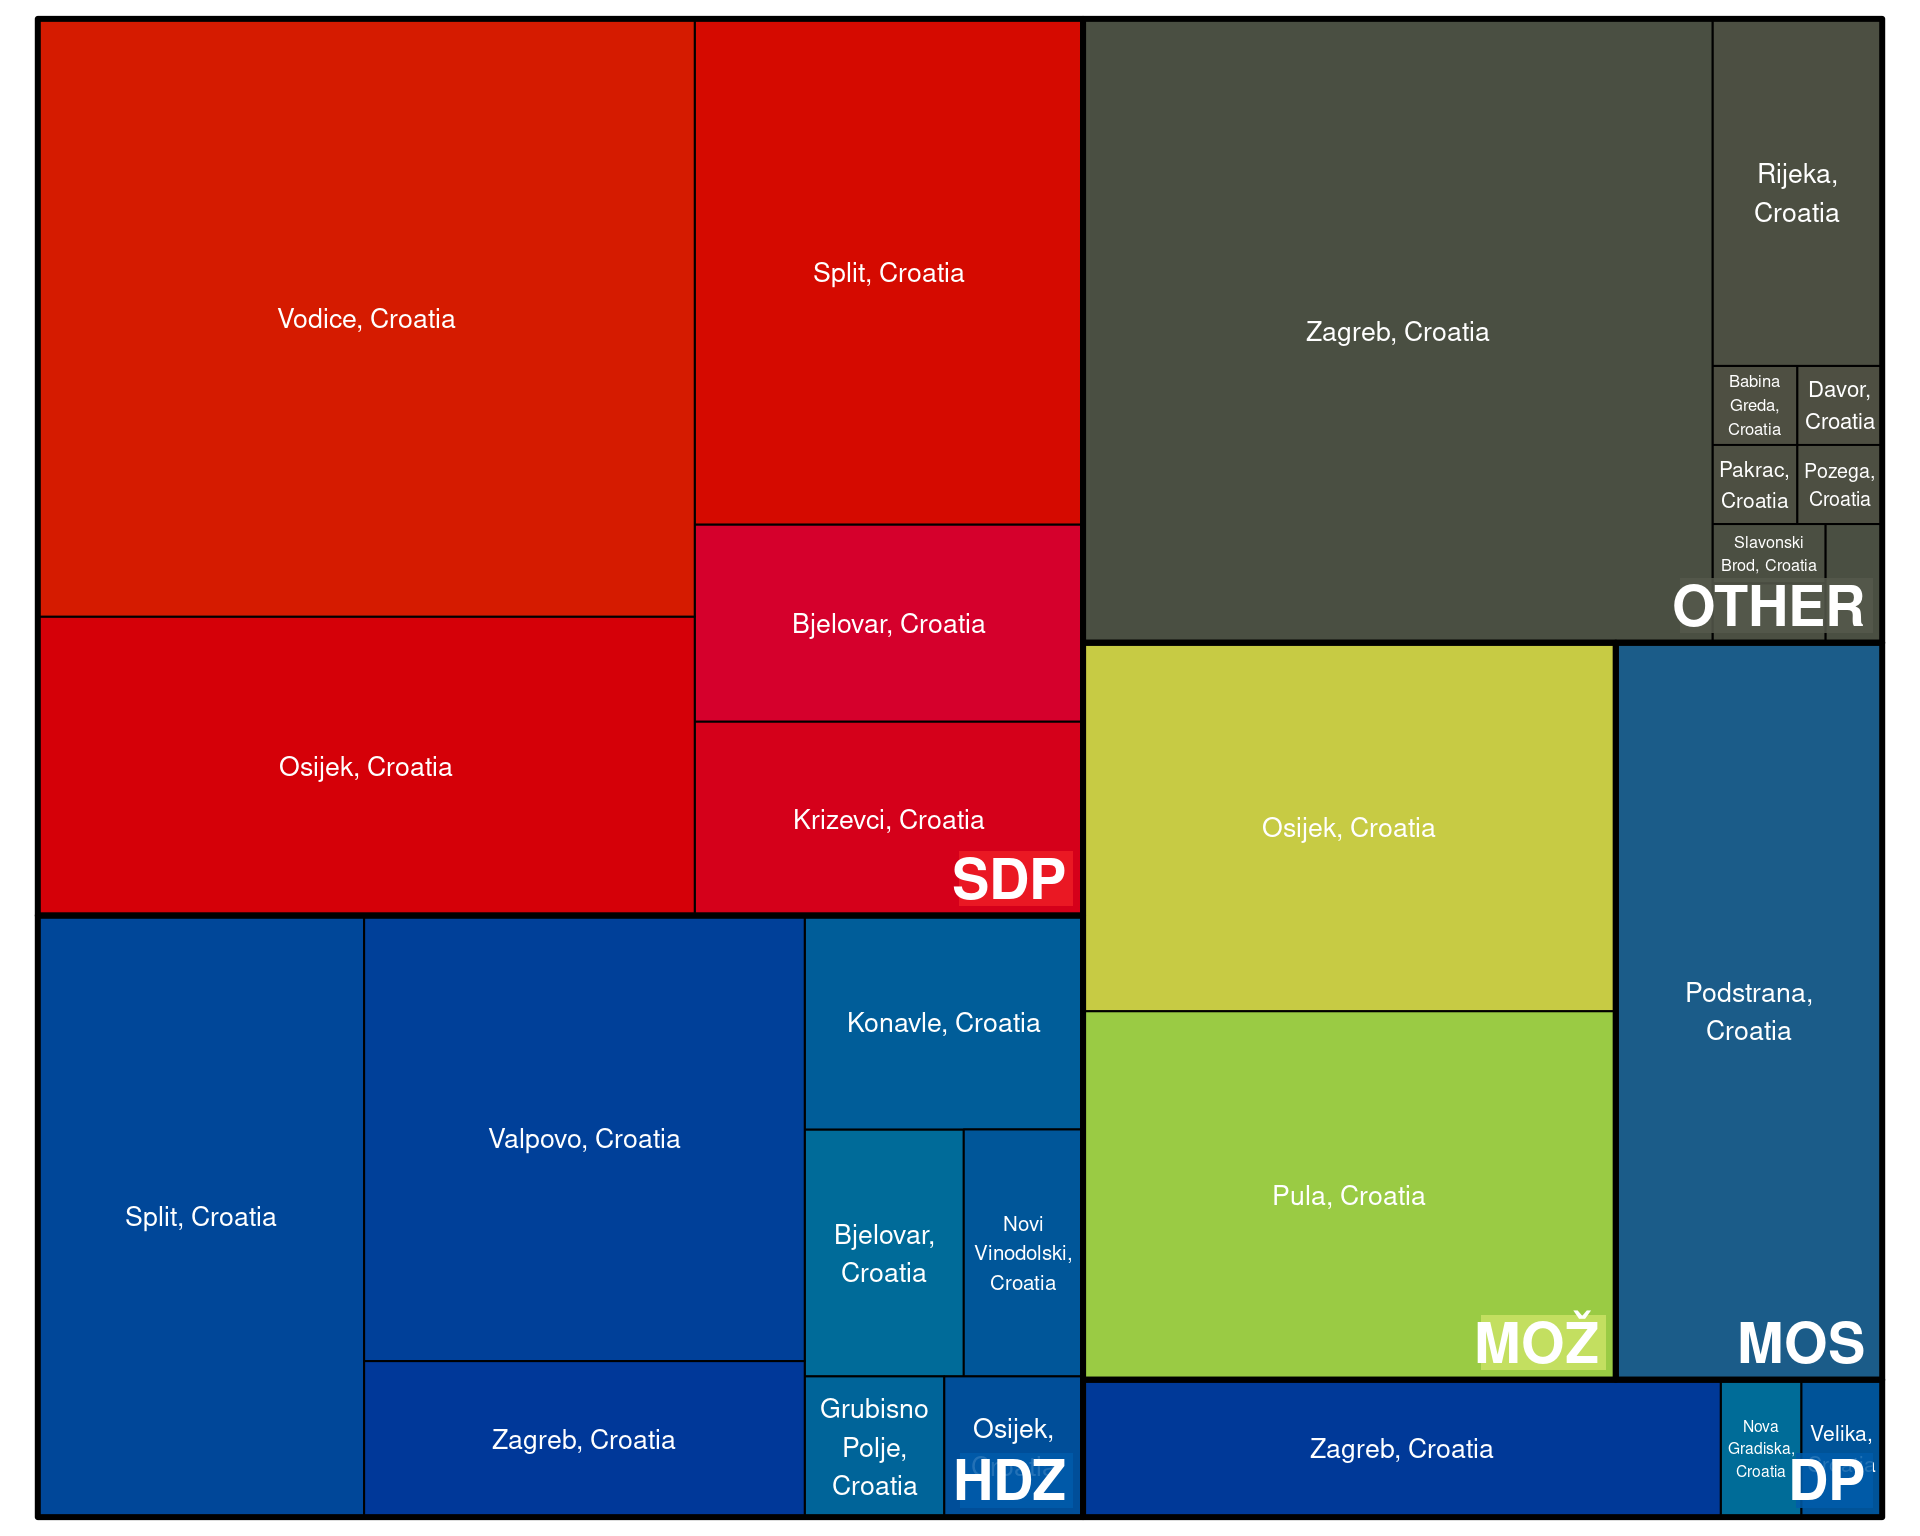 Vodice, Croatia
Split, Croatia
Osijek, Croatia
Bjelovar, Croatia
Krizevci, Croatia
SDP
Zagreb, Croatia
Rijeka,
Croatia
Babina
Greda,
Croatia
Davor,
Croatia
Pakrac,
Croatia
Pozega,
Croatia
Slavonski
Brod, Croatia
OTHER
Split, Croatia
Valpovo, Croatia
Zagreb, Croatia
Konavle, Croatia
Bjelovar,
Croatia
Novi
Vinodolski,
Croatia
Grubisno
Polje,
Croatia
Osijek,
Croatia
HDZ
Osijek, Croatia
Pula, Croatia
MOŽ
Podstrana,
Croatia
MOS
Zagreb, Croatia
Nova
Gradiska,
Croatia
Velika,
DP